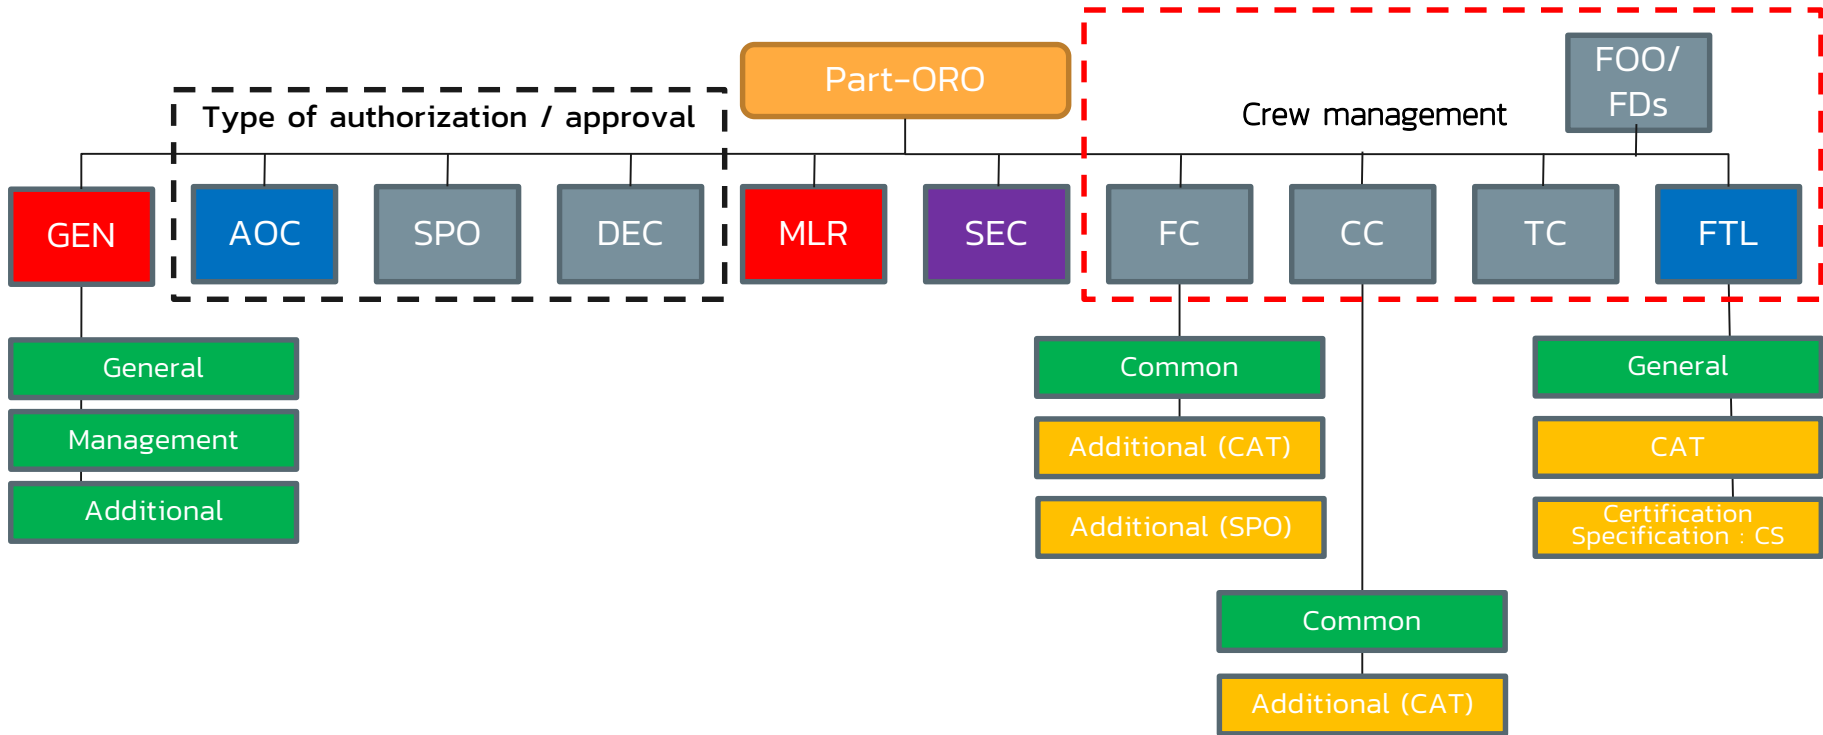 Part-ORO
FOO/
FDs
Type of authorization / approval
Crew management
GEN
AOC
SPO
DEC
MLR
SEC
FC
CC
TC
FTL
General
Management
Additional
Common
Additional (CAT)
Additional (SPO)
General
CAT
Certification
Specification : CS
Common
Additional (CAT)